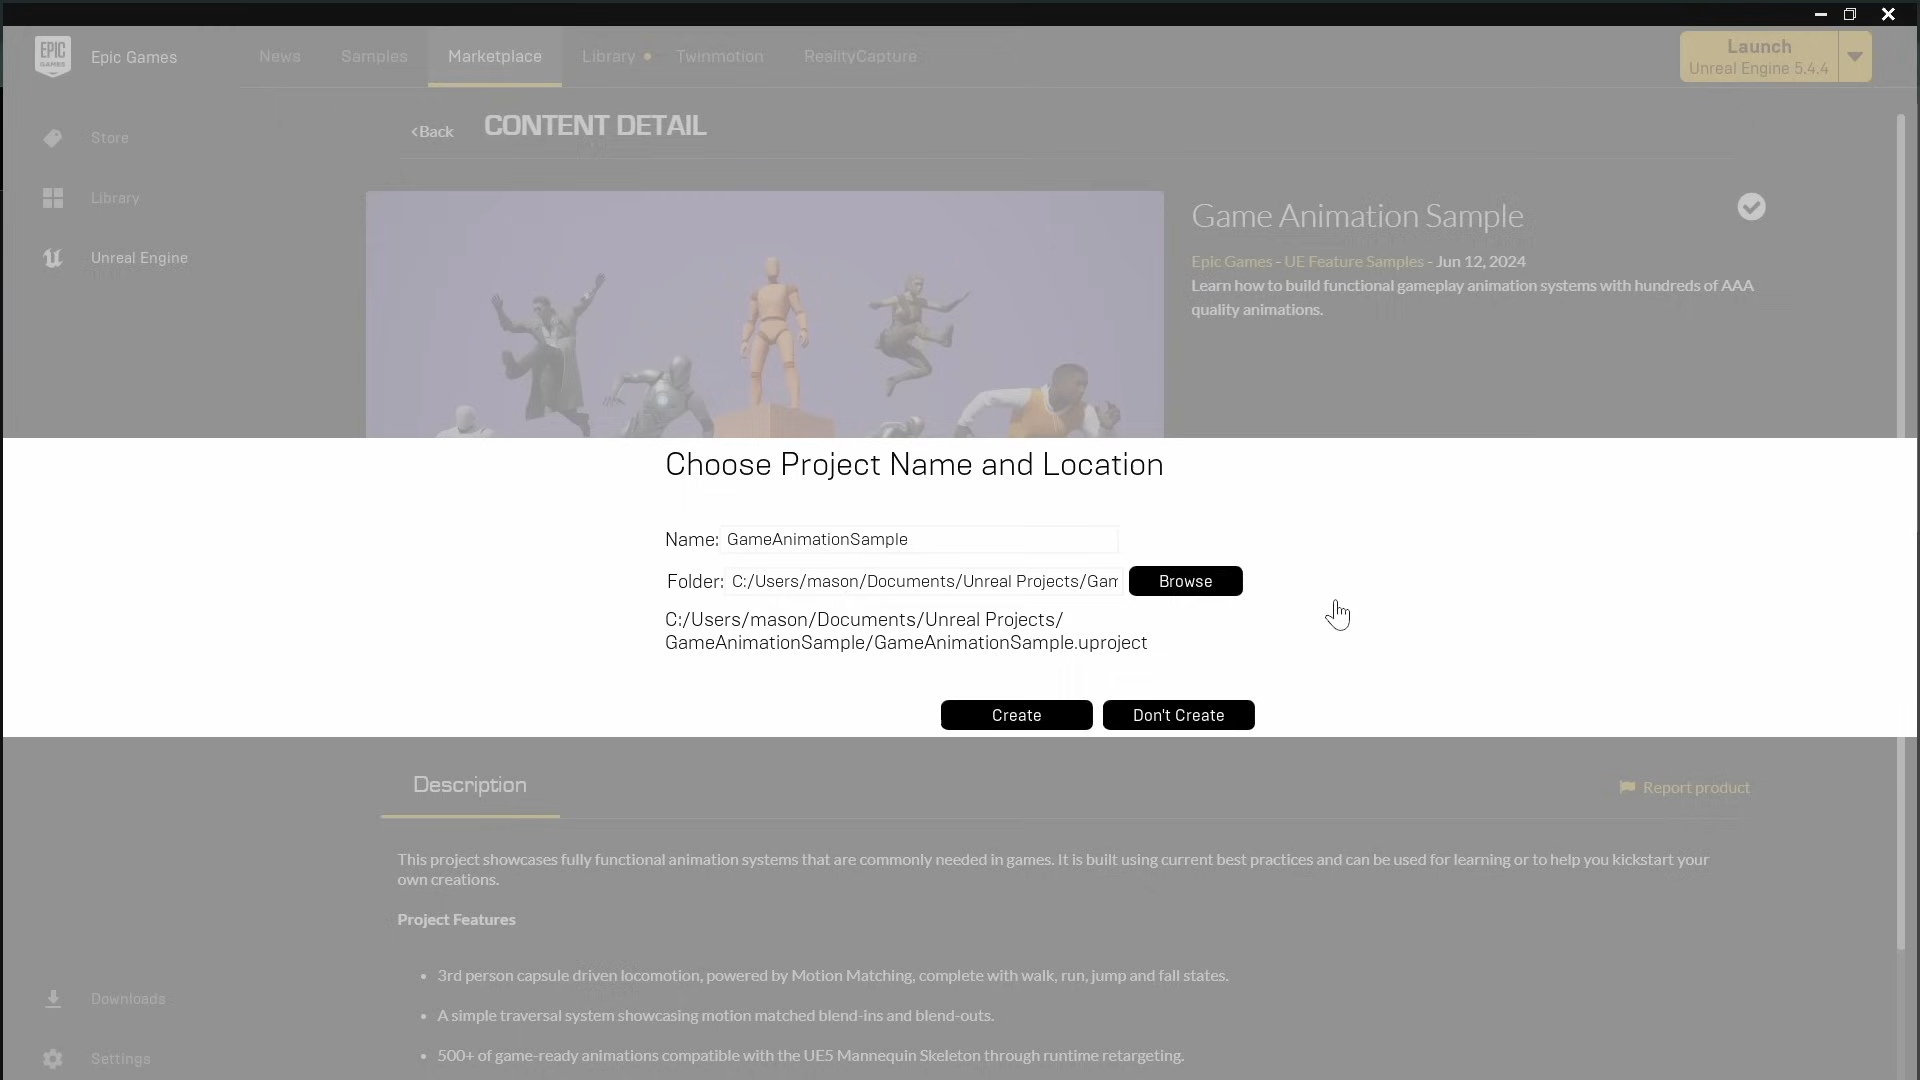 EPIC
GAMES
Epic Games
News
Samples
Marketplace
Library
Twinmotion
RealityCapture
Launch
Unreal Engine 5.4.4
Store
Library
Unreal Engine
Back
CONTENT DETAIL
Game Animation Sample
Epic Games - UE Feature Samples - Jun 12, 2024
Learn how to build functional gameplay animation systems with hundreds of AAA
quality animations.
Choose Project Name and Location
Name: GameAnimationSample
Folder: C:/Users/mason/Documents/Unreal Projects/Gam
Browse
C:/Users/mason/Documents/Unreal Projects/
GameAnimationSample/GameAnimationSample.uproject
Create
Don't Create
Description
Report product
This project showcases fully functional animation systems that are commonly needed in games. It is built using current best practices and can be used for learning or to help you kickstart your
own creations.
Project Features
• 3rd person capsule driven locomotion, powered by Motion Matching, complete with walk, run, jump and fall states.
• A simple traversal system showcasing motion matched blend-ins and blend-outs.
• 500+ of game-ready animations compatible with the UE5 Mannequin Skeleton through runtime retargeting.
Downloads
Settings